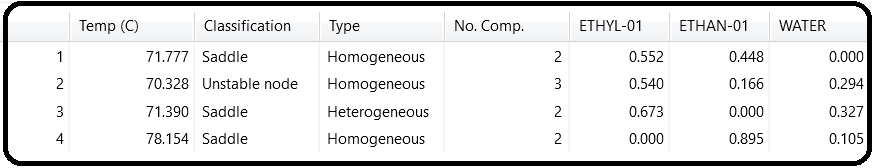 Temp (C) Classification Type No. Comp. ETHYL-01 ETHAN-01 WATER
1 71.777 Saddle Homogeneous 2 0.552 0.448 0.000
2 70.328 Unstable node Homogeneous 3 0.540 0.166 0.294
3 71.390 Saddle Heterogeneous 2 0.673 0.000 0.327
4 78.154 Saddle Homogeneous 2 0.000 0.895 0.105